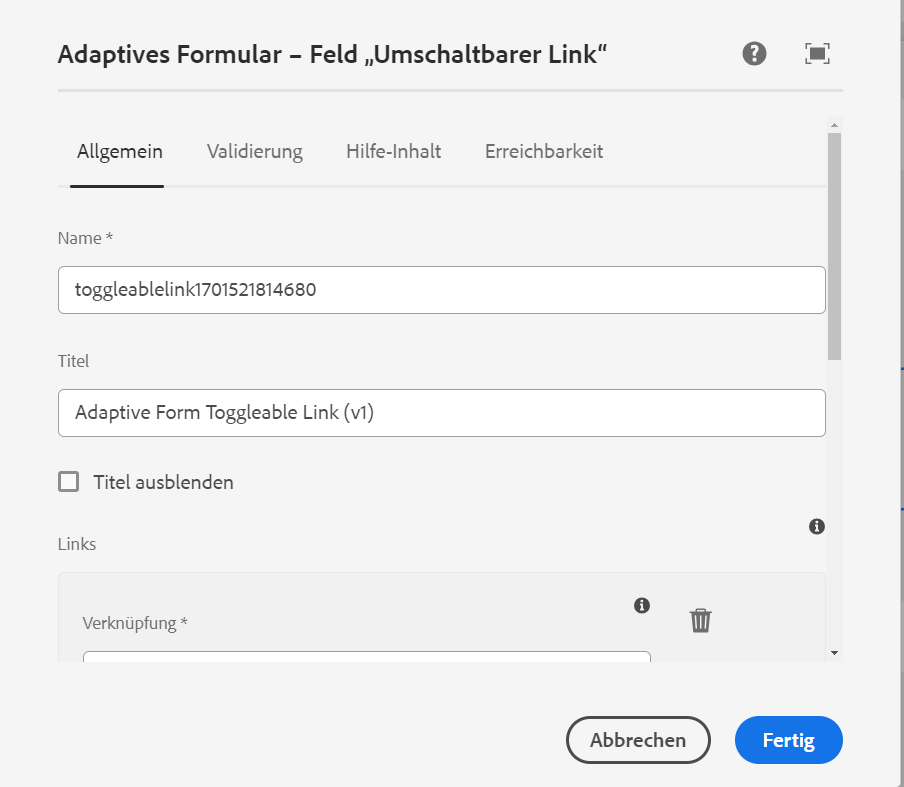 Adaptives Formular – Feld „Umschaltbarer Link“
Allgemein Validierung Hilfe-Inhalt Erreichbarkeit
Name *
toggleablelink1701521814680
Titel
Adaptive Form Toggleable Link (v1)
Titel ausblenden
Links
Verknüpfung *
Abbrechen Fertig